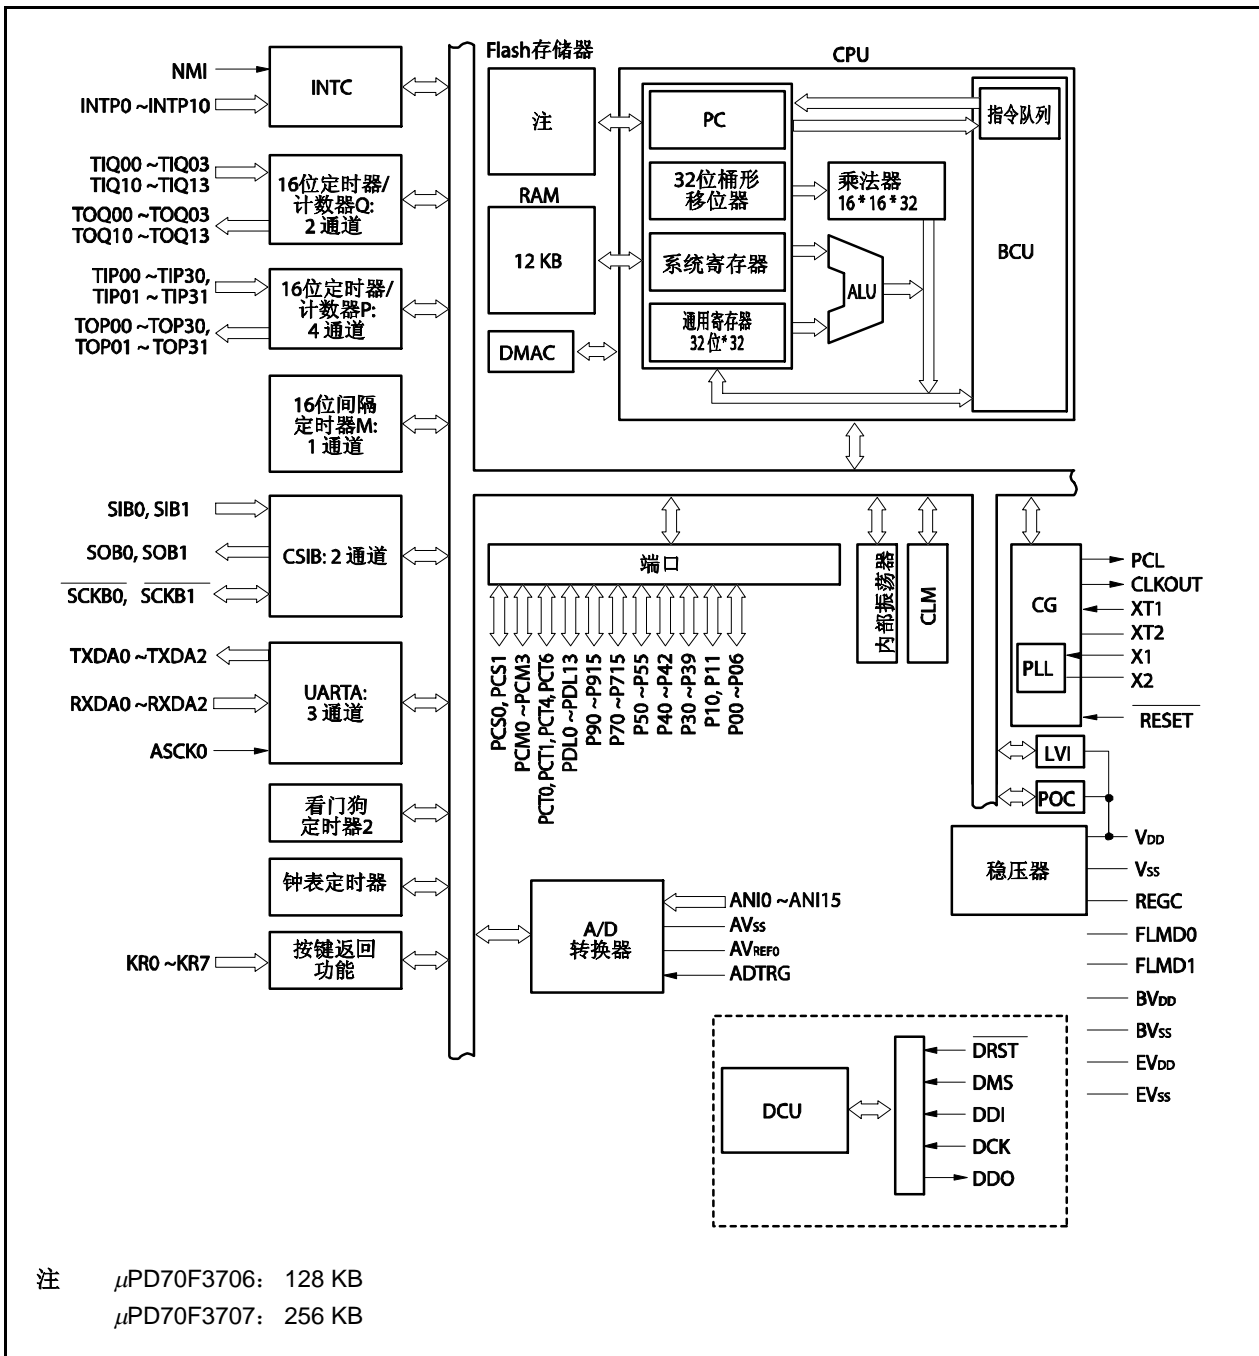 NMI
INTP0 ~INTP10
INTC
TIQ00 ~TIQ03
TIQ10 ~TIQ13
TOQ00 ~TOQ03
TOQ10 ~TOQ13
16位定时器/
计数器Q:
2 通道
TIP00 ~TIP30,
TIP01 ~TIP31
TOP00 ~TOP30,
TOP01 ~TOP31
16位定时器/
计数器P:
4 通道
16位间隔
定时器M:
1 通道
SIB0, SIB1
SOB0, SOB1
SCKB0, SCKB1
CSIB: 2 通道
TXDA0 ~TXDA2
RXDA0 ~RXDA2
ASCK0
UARTA:
3 通道
看门狗
定时器2
钟表定时器
KR0 ~KR7
按键返回
功能
Flash存储器
注
RAM
12 KB
DMAC
CPU
PC
32位桶形
移位器
系统寄存器
通用寄存器
32位*32
乘法器
16 * 16 * 32
ALU
指令队列
BCU
端口
PCS0, PCS1
PCM0 ~PCM3
PCT0, PCT1, PCT4, PCT6
PDL0 ~PDL13
P90 ~P915
P70 ~P715
P50 ~P55
P40 ~P42
P30 ~P39
P10, P11
P00 ~P06
内部振荡器
CLM
CG
PLL
PCL
CLKOUT
XT1
XT2
X1
X2
RESET
LVI
POC
稳压器
VDD
VSS
REGC
FLMD0
FLMD1
BVDD
BVSS
EVDD
EVSS
A/D
转换器
ANI0 ~ANI15
AVSS
AVREF0
ADTRG
DCU
DRST
DMS
DDI
DCK
DDO
注 μPD70F3706： 128 KB
μPD70F3707： 256 KB